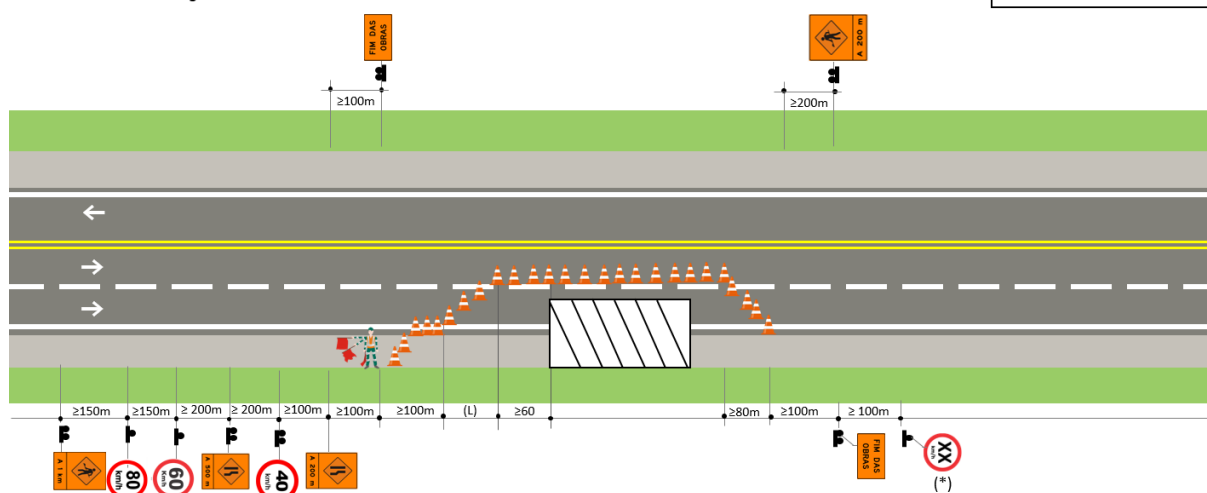 FIM DAS
OBRAS
A 200 m
≥100m
≥200m
≥150m
≥150m
≥ 200m
≥ 200m
≥100m
≥100m
≥100m
(L)
≥60
≥80m
≥100m
≥ 100m
A 1 km
80
km/h
60
km/h
A 500 m
40
km/h
A 200 m
FIM DAS
OBRAS
XX
km/h
(*)